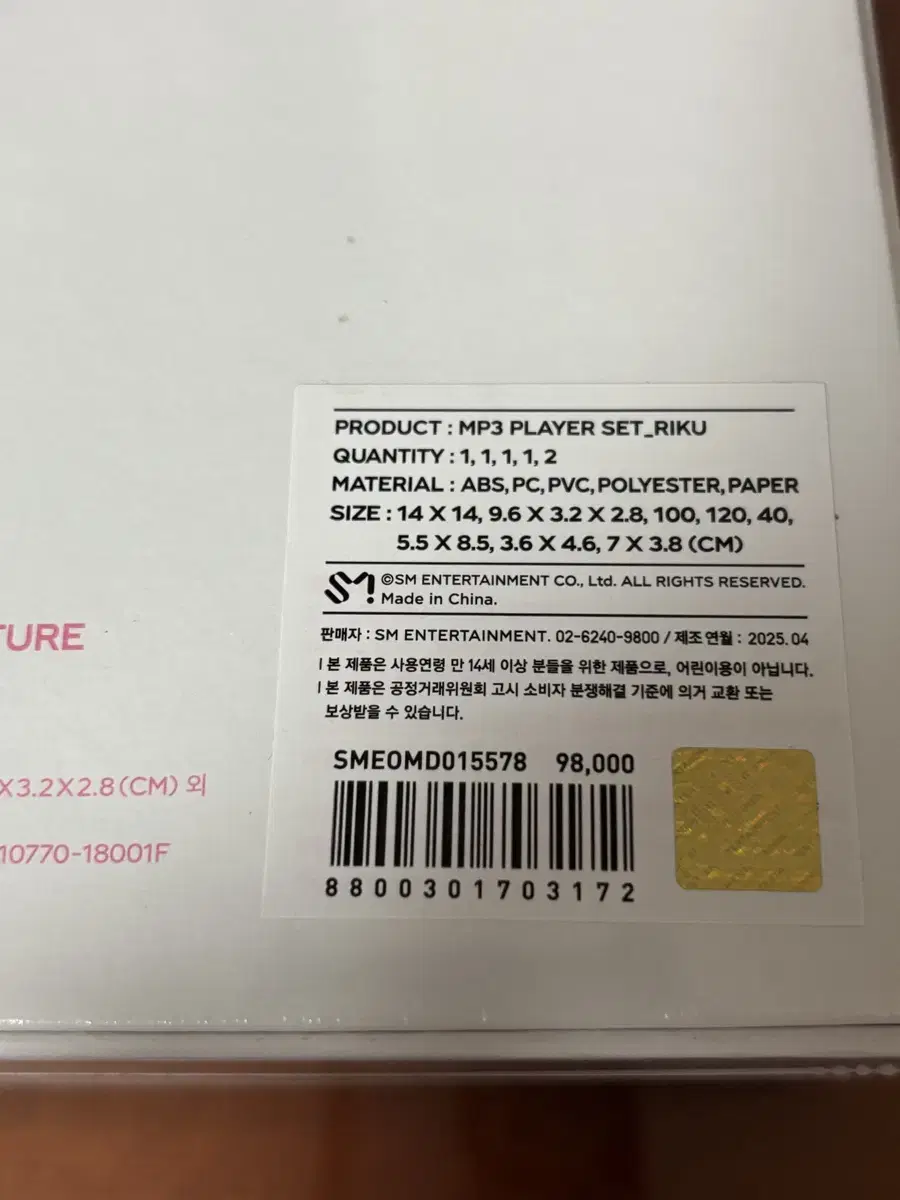 PRODUCT : MP3 PLAYER SET_RIKU
QUANTITY : 1, 1, 1, 1, 2
MATERIAL : ABS, PC, PVC, POLYESTER, PAPER
SIZE : 14 X 14, 9.6 X 3.2 X 2.8, 100, 120, 40,
5.5 X 8.5, 3.6 X 4.6, 7 X 3.8 (CM)
SM! ©SM ENTERTAINMENT CO., Ltd. ALL RIGHTS RESERVED.
Made in China.
판매자 : SM ENTERTAINMENT. 02-6240-9800 / 제조연월 : 2025.04
l 본 제품은 사용연령 만 14세 이상 분들을 위한 제품으로, 어린이용이 아닙니다.
l 본 제품은 공정거래위원회 고시 소비자 분쟁해결 기준에 의거 교환 또는
보상받을 수 있습니다.
SMEOMD015578 98,000
8800301703172
TURE
X3.2X2.8(CM) 외
10770-18001F